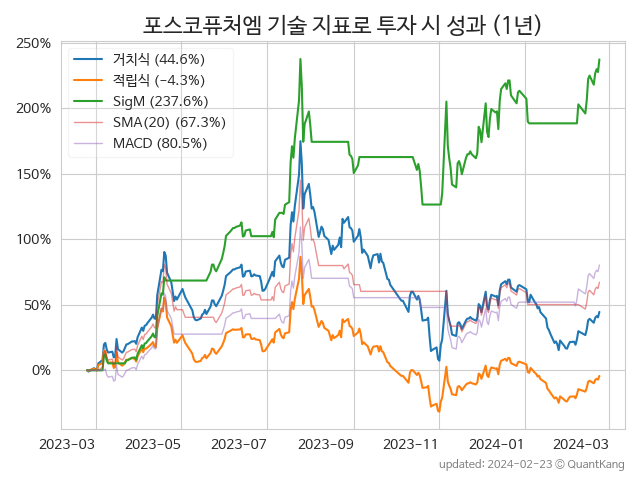 포스코퓨처엠 기술 지표로 투자 시 성과 (1년)
250%
200%
150%
100%
50%
0%
거치식 (44.6%)
적립식 (−4.3%)
SigM (237.6%)
SMA(20) (67.3%)
MACD (80.5%)
2023-03 2023-05 2023-07 2023-09 2023-11 2024-01 2024-03
updated: 2024-02-23 © QuantKang